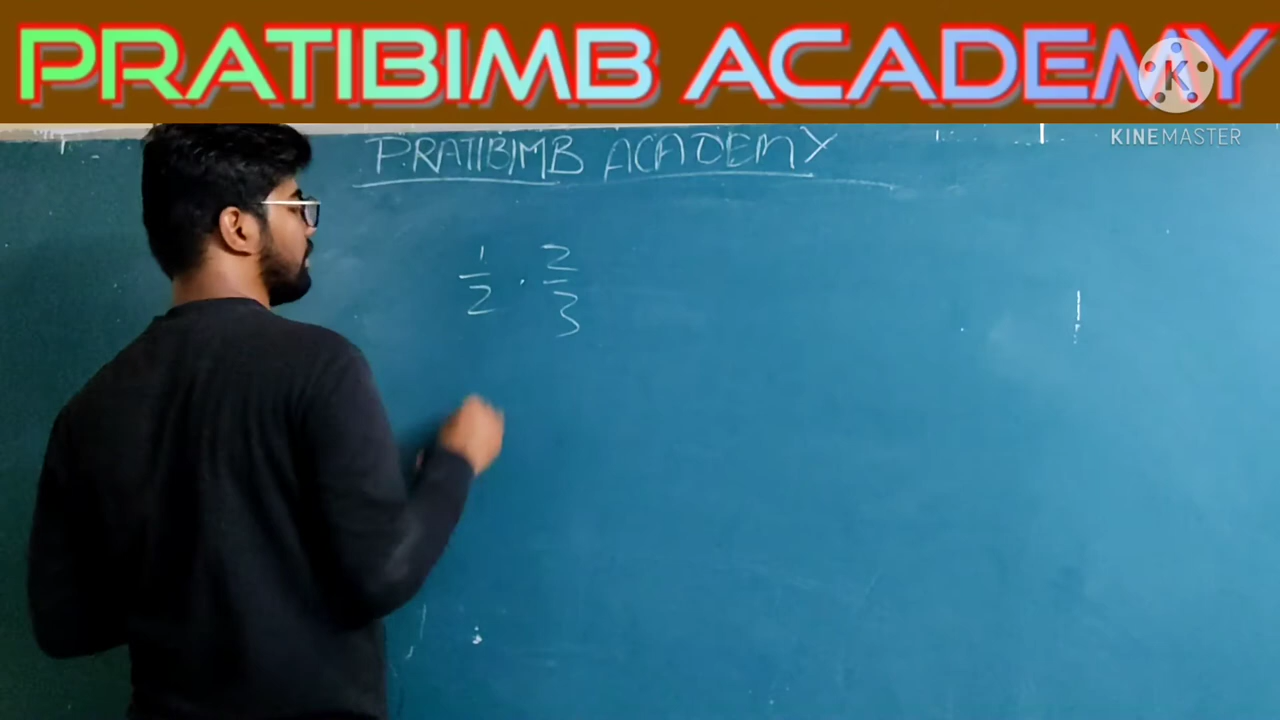 PRATIBIMB ACADEMY
K
KINEMASTER
PRATIBIMB ACADEMY
1/2 . 2/3